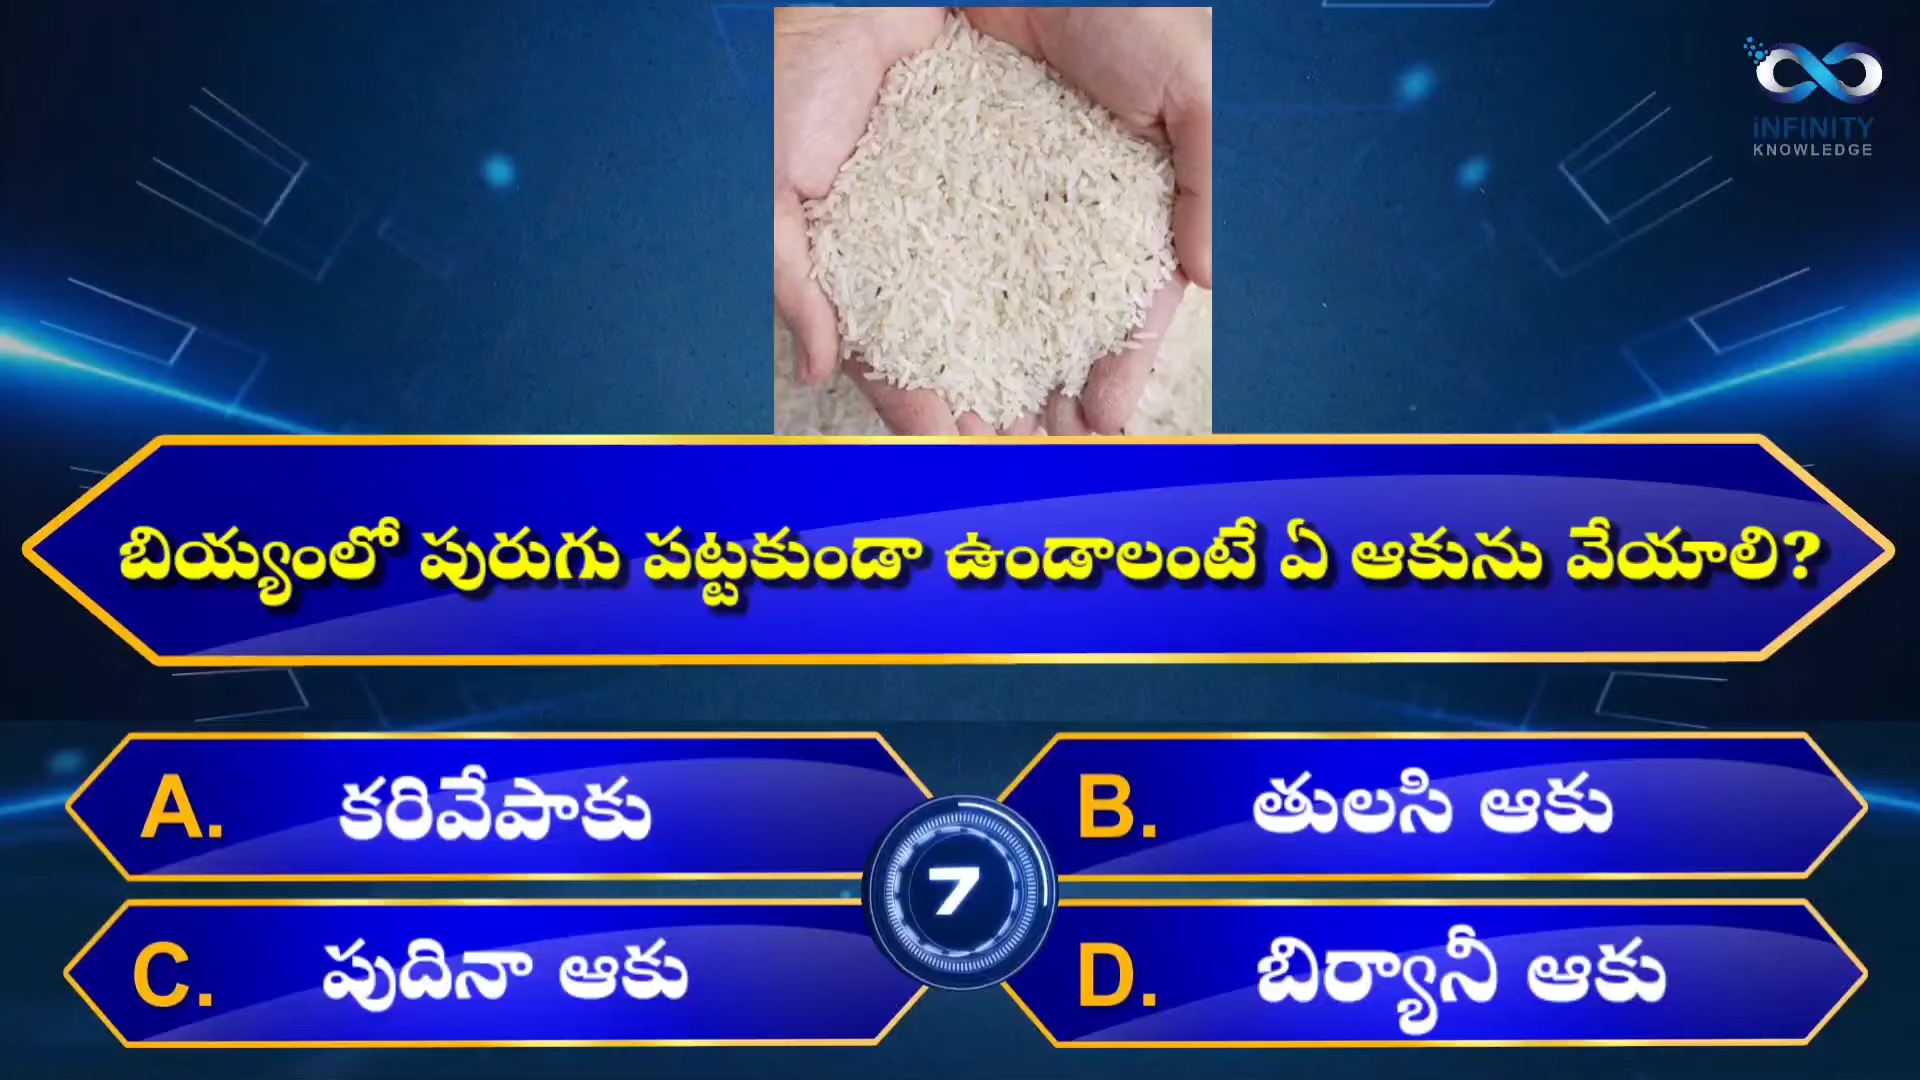 iNFINITY
KNOWLEDGE
బియ్యంలో పురుగు పట్టకుండా ఉండాలంటే ఏ ఆకును వేయాలి?
A. కరివేపాకు
B. తులసి ఆకు
7
C. పుదినా ఆకు
D. బిర్యానీ ఆకు